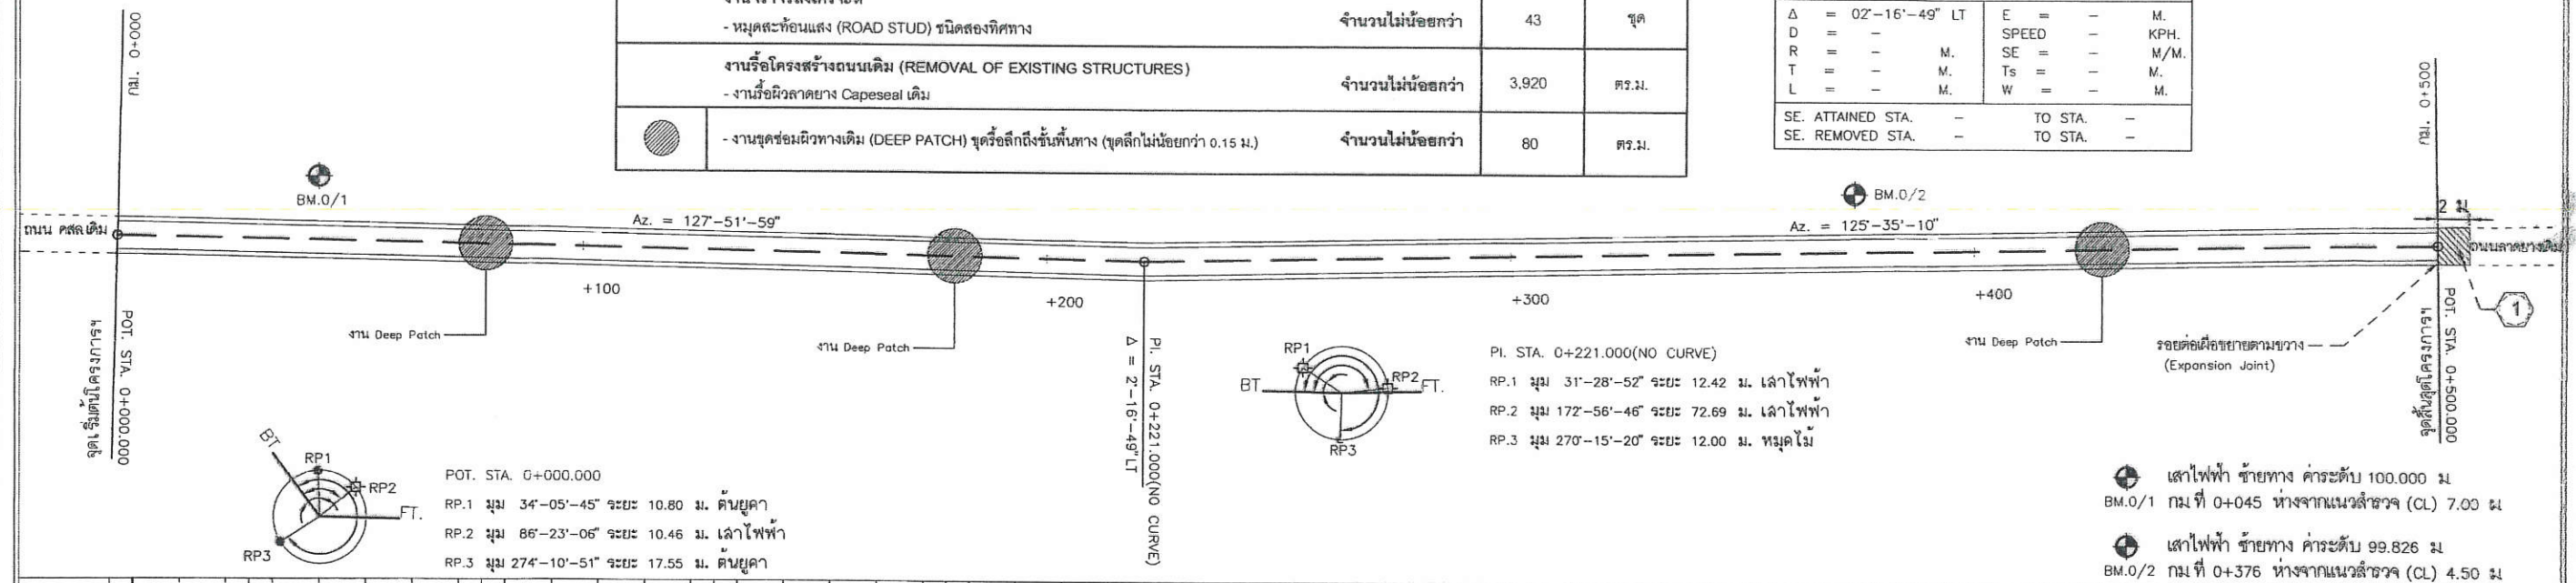 - หมุดสะท้อนแสง (ROAD STUD) ชนิดสองทิศทาง จำนวนไม่น้อยกว่า 43 ชุด
งานรื้อโครงสร้างถนนเดิม (REMOVAL OF EXISTING STRUCTURES)
- งานรื้อผิวลาดยาง Capeseal เดิม จำนวนไม่น้อยกว่า 3,920 ตร.ม.
- งานขุดซ่อมผิวทางเดิม (DEEP PATCH) ขุดรื้อลึกถึงชั้นพื้นทาง (ขุดลึกไม่น้อยกว่า 0.15 ม.) จำนวนไม่น้อยกว่า 80 ตร.ม.
Δ = 02°-16'-49" LT E = - M.
D = - SPEED - KPH.
R = - M. SE = - M/M.
T = - M. Ts = - M.
L = - M. W = - M.
SE. ATTAINED STA. - TO STA. -
SE. REMOVED STA. - TO STA. -
กม. 0+000
กม. 0+500
BM.0/1
BM.0/2
2 ม
ถนน คสล.เดิม
Az. = 127°-51'-59"
Az. = 125°-35'-10"
ถนนลาดยางเดิม
+100
+200
+300
+400
1
งาน Deep Patch
งาน Deep Patch
งาน Deep Patch
รอยต่อเผื่อขยายตามขวาง
(Expansion Joint)
จุดเริ่มต้นโครงการฯ
POT. STA. 0+000.000
PI. STA. 0+221.000(NO CURVE)
Δ = 2°-16'-49"LT
จุดสิ้นสุดโครงการฯ
POT. STA. 0+500.000
RP1
RP2
BT
FT.
RP3
PI. STA. 0+221.000(NO CURVE)
RP.1 มุม 31°-28'-52" ระยะ 12.42 ม. เสาไฟฟ้า
RP.2 มุม 172°-56'-46" ระยะ 72.69 ม. เสาไฟฟ้า
RP.3 มุม 270°-15'-20" ระยะ 12.00 ม. หมุดไม้
BT
RP1
RP2
FT.
RP3
POT. STA. 0+000.000
RP.1 มุม 34°-05'-45" ระยะ 10.80 ม. ต้นยูคา
RP.2 มุม 86°-23'-06" ระยะ 10.46 ม. เสาไฟฟ้า
RP.3 มุม 274°-10'-51" ระยะ 17.55 ม. ต้นยูคา
เสาไฟฟ้า ซ้ายทาง ค่าระดับ 100.000 ม
BM.0/1 กม.ที่ 0+045 ห่างจากแนวสำรวจ (CL) 7.00 ม
เสาไฟฟ้า ซ้ายทาง ค่าระดับ 99.826 ม
BM.0/2 กม.ที่ 0+376 ห่างจากแนวสำรวจ (CL) 4.50 ม